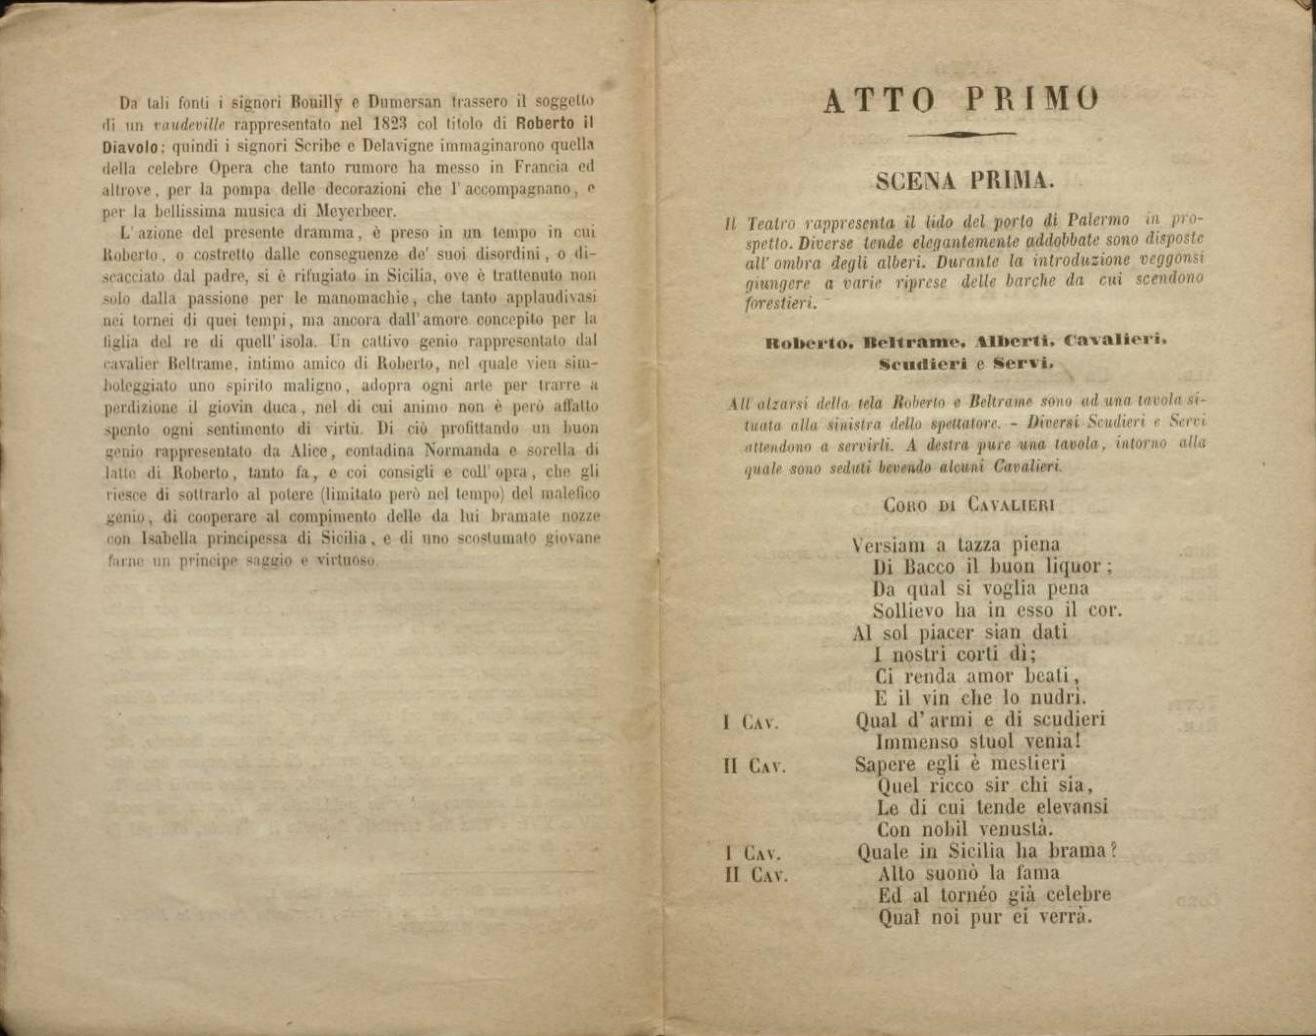 Da tali fonti i signori Bouilly e Dumersan trassero il soggetto
di un vaudeville rappresentato nel 1823 col titolo di Roberto il
Diavolo; quindi i signori Scribe e Delavigne immaginarono quella
della celebre Opera che tanto rumore ha messo in Francia ed
altrove, per la pompa delle decorazioni che l'accompagnano, e
per la bellissima musica di Meyerbeer.
L'azione del presente dramma, è preso in un tempo in cui
Roberto, o costretto dalle conseguenze de' suoi disordini, o di-
scacciato dal padre, si è rifugiato in Sicilia, ove è trattenuto non
solo dalla passione per le manomachie, che tanto applaudivasi
nei tornei di quei tempi, ma ancora dall'amore concepito per la
figlia del re di quell'isola. Un cattivo genio rappresentato dal
cavalier Beltrame, intimo amico di Roberto, nel quale vien sim-
boleggiato uno spirito maligno, adopra ogni arte per trarre a
perdizione il giovin duca, nel di cui animo non è però affatto
spento ogni sentimento di virtù. Di ciò profittando un buon
genio rappresentato da Alice, contadina Normanda e sorella di
latte di Roberto, tanto fa, e coi consigli e coll'opra, che gli
riesce di sottrarlo al potere (limitato però nel tempo) del malefico
genio, di cooperare al compimento delle da lui bramate nozze
con Isabella principessa di Sicilia, e di uno scostumato giovane
farne un principe saggio e virtuoso.
ATTO PRIMO
SCENA PRIMA.
Il Teatro rappresenta il lido del porto di Palermo in pro-
spetto. Diverse tende elegantemente addobbate sono disposte
all'ombra degli alberi. Durante la introduzione veggonsi
giungere a varie riprese delle barche da cui scendono
forestieri. -
Roberto, Beltrame, Alberti, Cavalieri,
Scudieri e Servi.
All'alzarsi della tela Roberto e Beltrame sono ad una tavola si-
tuata alla sinistra dello spettatore. - Diversi Scudieri e Servi
attendono a servirli. A destra pure una tavola, intorno alla
quale sono seduti bevendo alcuni Cavalieri.
CORO DI CAVALIERI
Versiam a tazza piena
Di Bacco il buon liquor;
Da qual si voglia pena
Sollievo ha in esso il cor.
Al sol piacer sian dati
I nostri corti dì;
Ci renda amor beati,
E il vin che lo nudrì.
I CAV. Qual d'armi e di scudieri
Immenso stuol venia!
II CAV. Sapere egli è mestieri
Quel ricco sir chi sia,
Le di cui tende elevansi
Con nobil venustà.
I CAV. Quale in Sicilia ha brama?
II CAV. Alto suonò la fama
Ed al tornéo già celebre
Qual noi pur ei verrà.